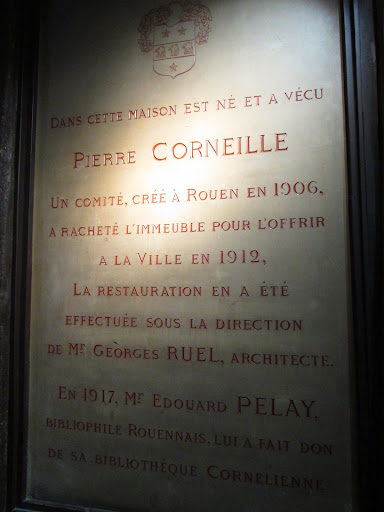 DANS CETTE MAISON EST NÉ ET A VÉCU
PIERRE CORNEILLE
UN COMITÉ, CRÉÉ À ROUEN EN 1906,
A RACHETÉ L'IMMEUBLE POUR L'OFFRIR
A LA VILLE EN 1912,
LA RESTAURATION EN A ÉTÉ
EFFECTUÉE SOUS LA DIRECTION
DE MR GEÒRGES RUEL, ARCHITECTE.
EN 1917, MR EDOUARD PELAY,
BIBLIOPHILE ROUENNAIS, LUI A FAIT DON
DE SA BIBLIOTHÈQUE CORNELIENNE